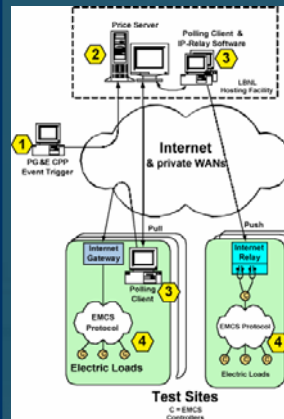 Price Server
Polling Client &
IP-Relay Software
2
3
LBNL
Hosting Facility
1
PG&E CPP
Event Trigger
Internet
& private WANs
Pull
Push
Internet
Gateway
Polling
Client
3
Internet
Relay
EMCS
Protocol
4
Electric Loads
EMCS Protocol
4
Electric Loads
Test Sites
C = EMCS
Controllers